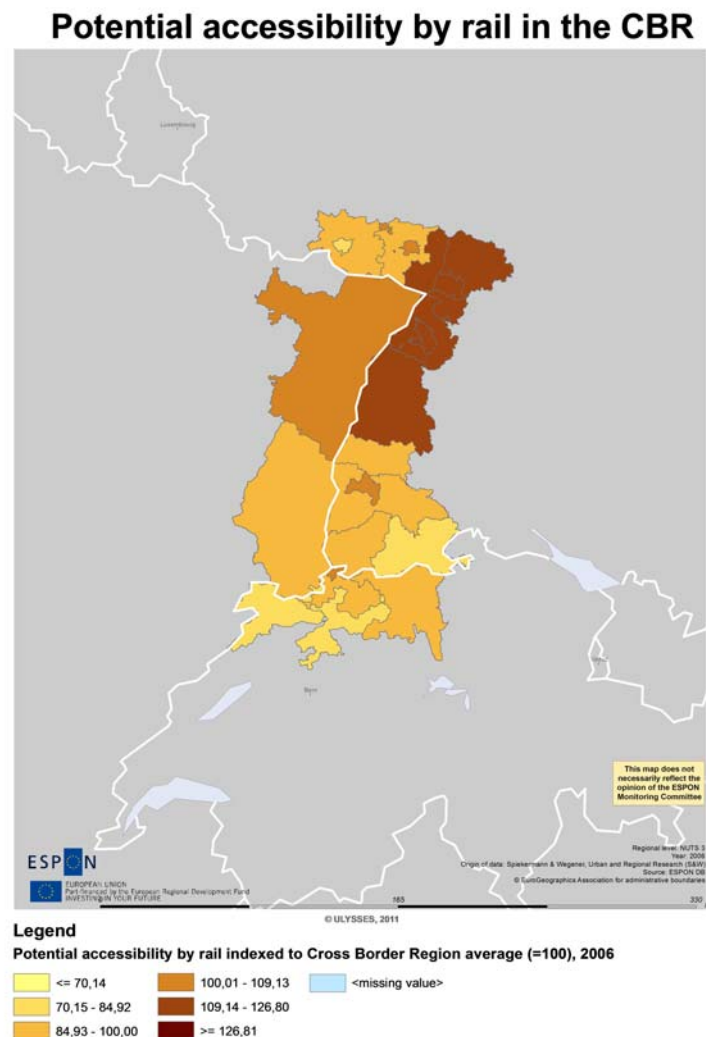 Potential accessibility by rail in the CBR
Luxembourg
Bern
This map does not
necessarily reflect the
opinion of the ESPON
Monitoring Committee
Regional level: NUTS 3
Year: 2006
Origin of data: Spiekermann & Wegener, Urban and Regional Research (S&W)
Source: ESPON DB
© EuroGeographics Association for administrative boundaries
ESPON
EUROPEAN UNION
Part-financed by the European Regional Development Fund
INVESTING IN YOUR FUTURE
165
330
© ULYSSES, 2011
Legend
Potential accessibility by rail indexed to Cross Border Region average (=100), 2006
<= 70,14
100,01 - 109,13
<missing value>
70,15 - 84,92
109,14 - 126,80
84,93 - 100,00
>= 126,81